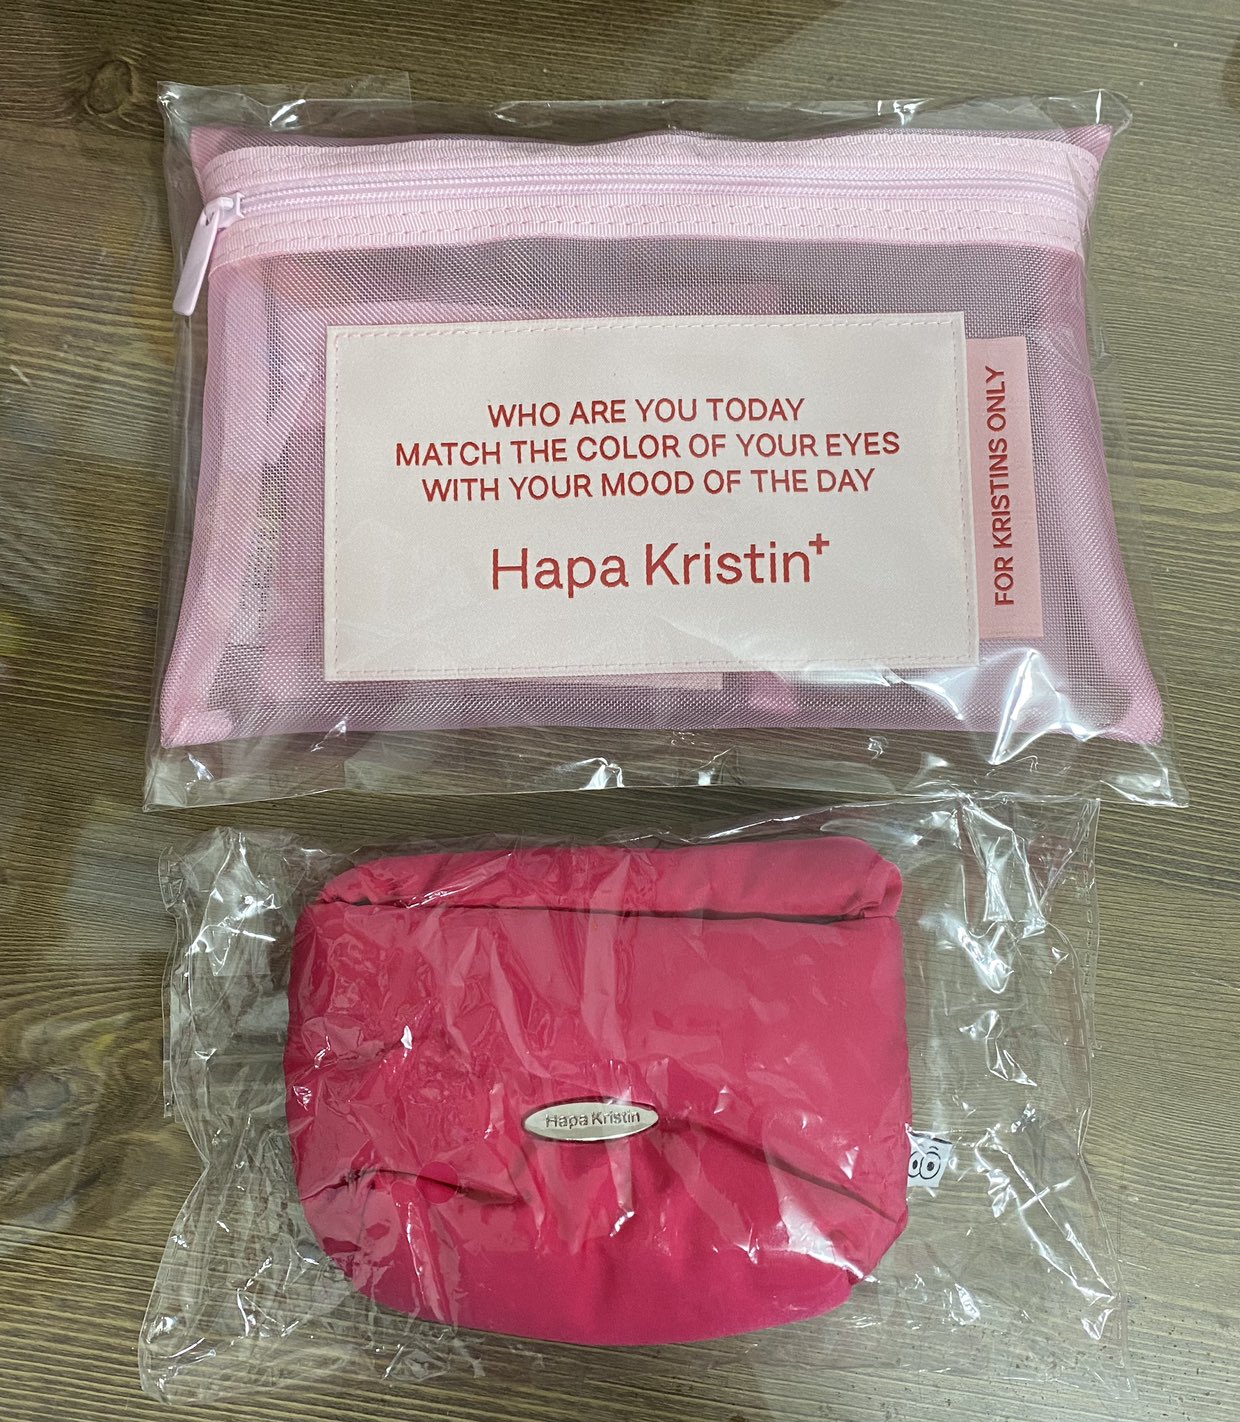 WHO ARE YOU TODAY
MATCH THE COLOR OF YOUR EYES
WITH YOUR MOOD OF THE DAY
Hapa Kristin+
FOR KRISTINS ONLY
Hapa Kristin